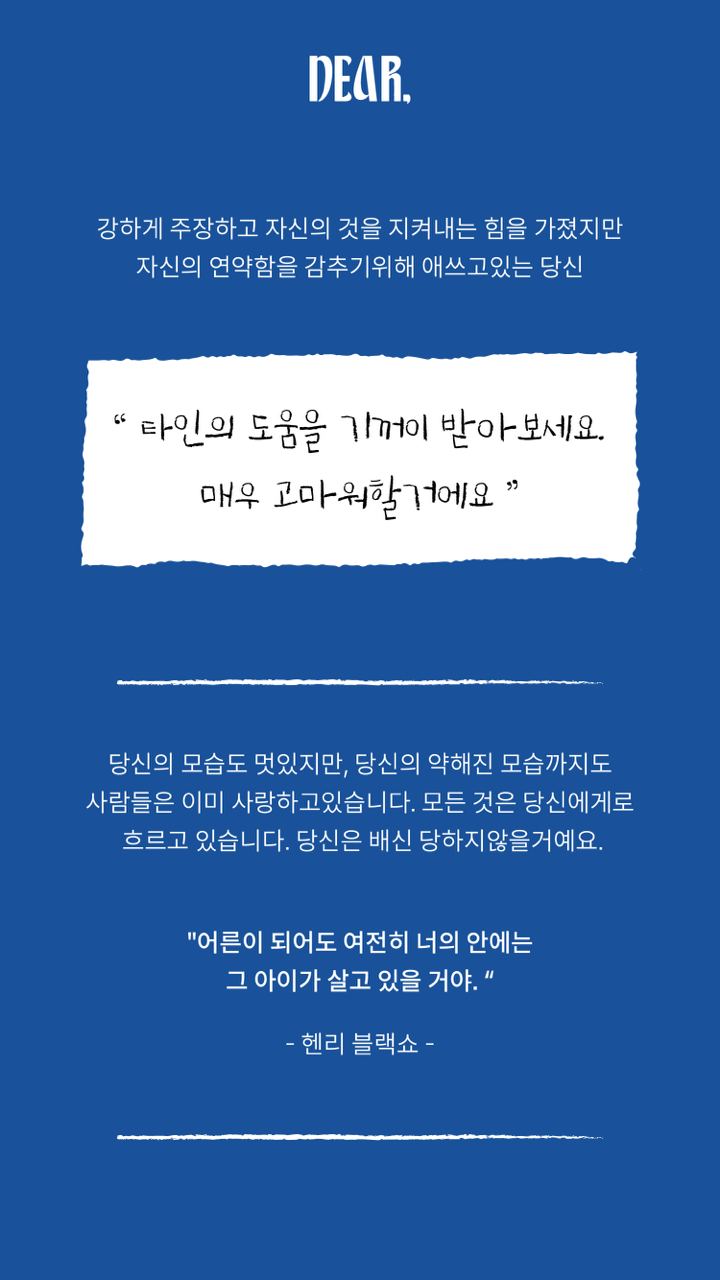 DEAR,
강하게 주장하고 자신의 것을 지켜내는 힘을 가졌지만
자신의 연약함을 감추기위해 애쓰고있는 당신
“ 타인의 도움을 기꺼이 받아보세요.
매우 고마워할거에요 ”
당신의 모습도 멋있지만, 당신의 약해진 모습까지도
사람들은 이미 사랑하고있습니다. 모든 것은 당신에게로
흐르고 있습니다. 당신은 배신 당하지않을거예요.
"어른이 되어도 여전히 너의 안에는
그 아이가 살고 있을 거야. “
- 헨리 블랙쇼 -